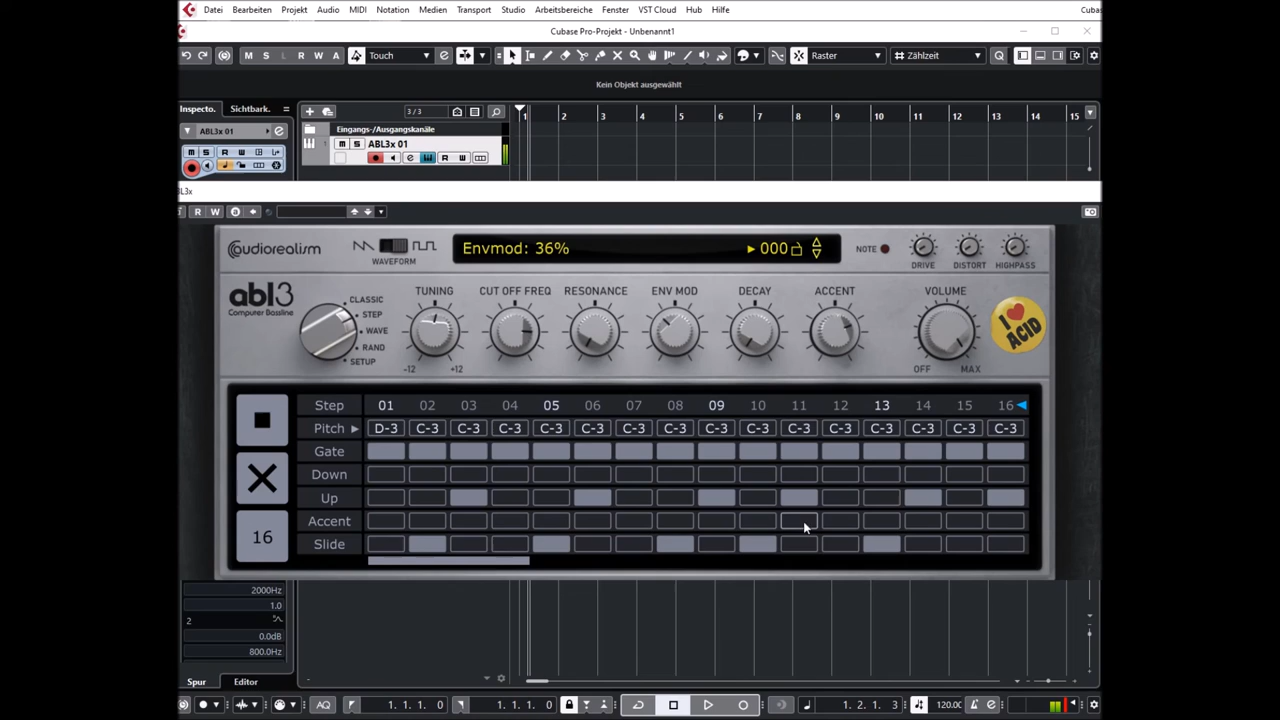 Datei Bearbeiten Projekt Audio MIDI Notation Medien Transport Studio Arbeitsbereiche Fenster VST Cloud Hub Hilfe Cubas
Cubase Pro-Projekt - Unbenannt1
M S L R W A Touch Raster Zählzeit
Kein Objekt ausgewählt
Inspecto. Sichtbark. 3 / 3 1 2 3 4 5 6 7 8 9 10 11 12 13 14 15
ABL3x 01 Eingangs-/Ausgangskanäle
1 m S ABL3x 01
m S R W R W
BL3x
R W
audiorealism WAVEFORM Envmod: 36% 000 NOTE DRIVE DISTORT HIGHPASS
abl3
Computer Bassline
CLASSIC
STEP
WAVE
RAND
SETUP
TUNING CUT OFF FREQ RESONANCE ENV MOD DECAY ACCENT VOLUME
-12 +12 OFF MAX
I ACID
Step 01 02 03 04 05 06 07 08 09 10 11 12 13 14 15 16
Pitch D-3 C-3 C-3 C-3 C-3 C-3 C-3 C-3 C-3 C-3 C-3 C-3 C-3 C-3 C-3 C-3
Gate
Down
Up
Accent
Slide
16
2000Hz
1.0
2
0.0dB
800.0Hz
Spur Editor
AQ 1. 1. 1. 0 1. 1. 1. 0 1. 2. 1. 3 120.00